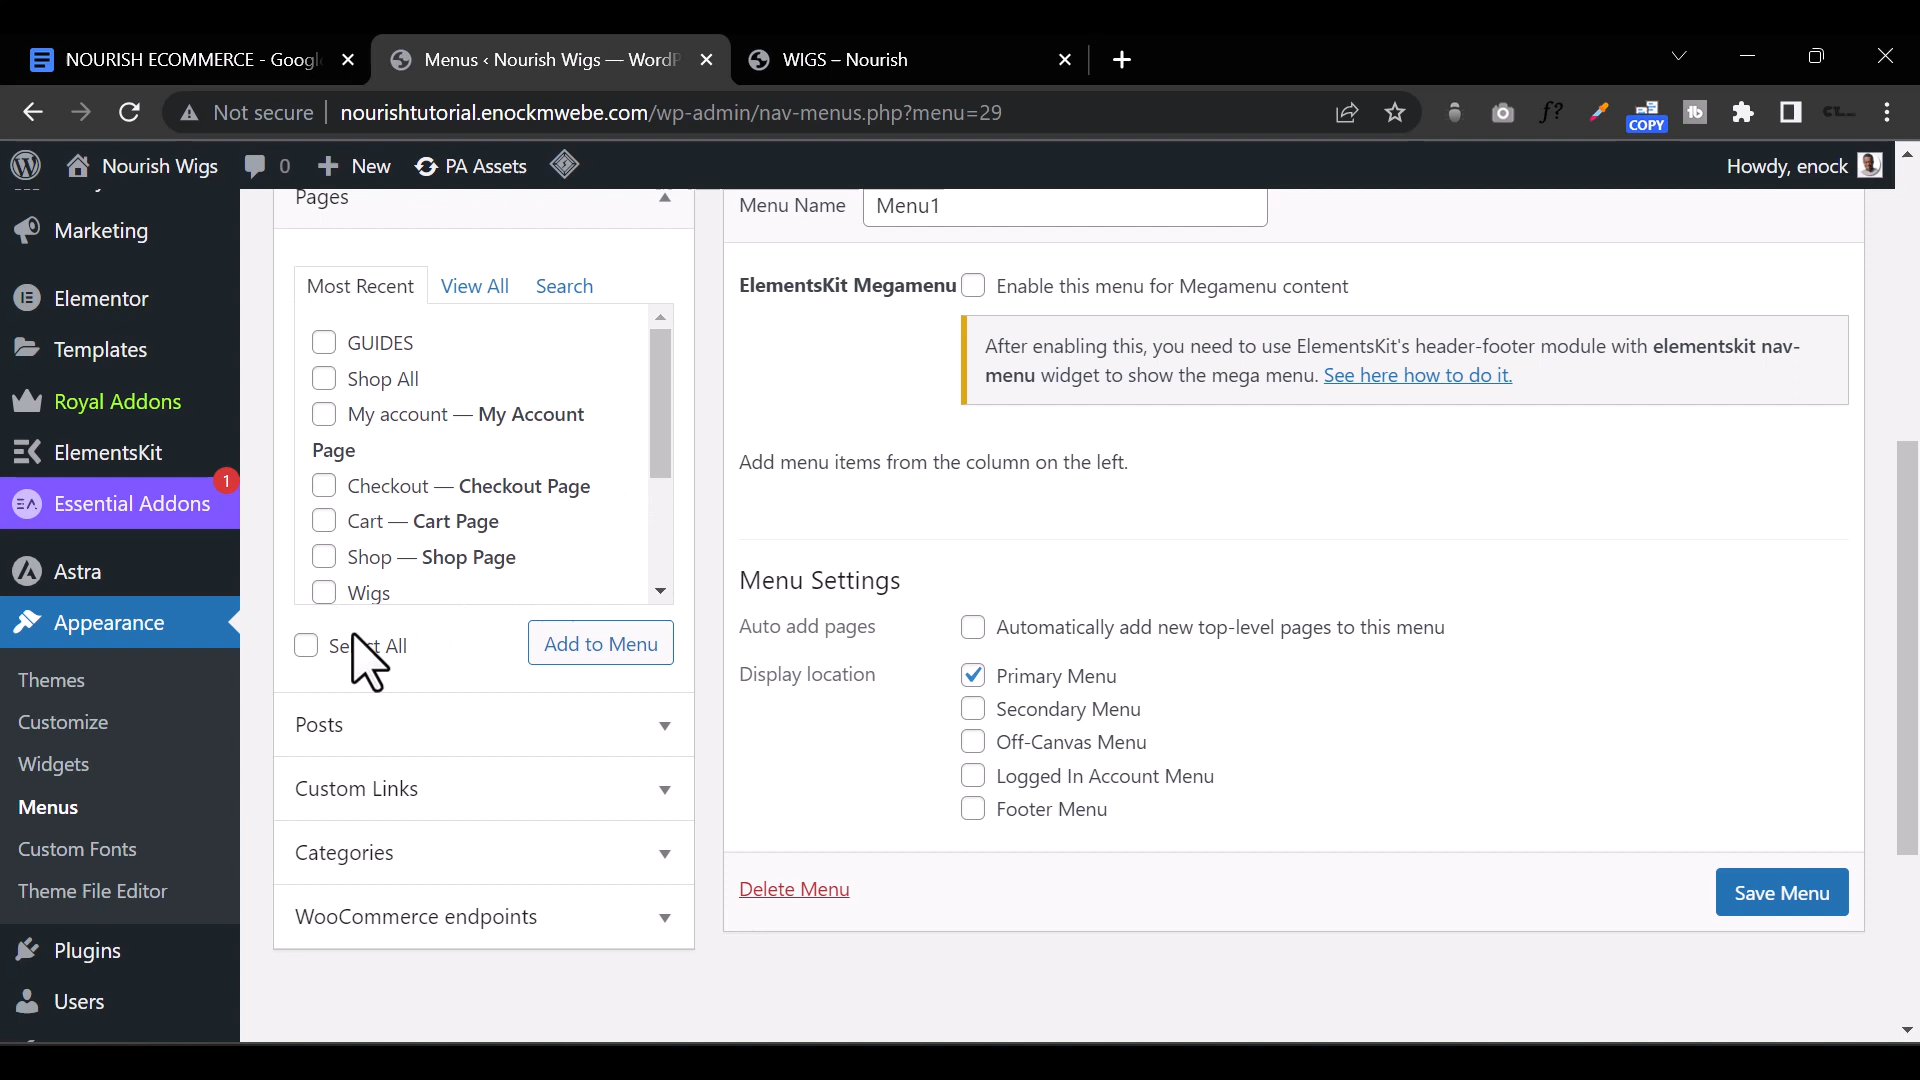 NOURISH ECOMMERCE - Googl
Menus ‹ Nourish Wigs — WordP
WIGS – Nourish
Not secure
nourishtutorial.enockmwebe.com/wp-admin/nav-menus.php?menu=29
f?
COPY
tb
Nourish Wigs
0
New
PA Assets
Howdy, enock
Marketing
Elementor
Templates
Royal Addons
ElementsKit
1
EA
Essential Addons
Astra
Appearance
Themes
Customize
Widgets
Menus
Custom Fonts
Theme File Editor
Plugins
Users
Pages
Most Recent
View All
Search
GUIDES
Shop All
My account — My Account
Page
Checkout — Checkout Page
Cart — Cart Page
Shop — Shop Page
Wigs
Select All
Add to Menu
Posts
Custom Links
Categories
WooCommerce endpoints
Menu Name
Menu1
ElementsKit Megamenu
Enable this menu for Megamenu content
After enabling this, you need to use ElementsKit's header-footer module with elementskit nav-
menu widget to show the mega menu. See here how to do it.
Add menu items from the column on the left.
Menu Settings
Auto add pages
Automatically add new top-level pages to this menu
Display location
Primary Menu
Secondary Menu
Off-Canvas Menu
Logged In Account Menu
Footer Menu
Delete Menu
Save Menu